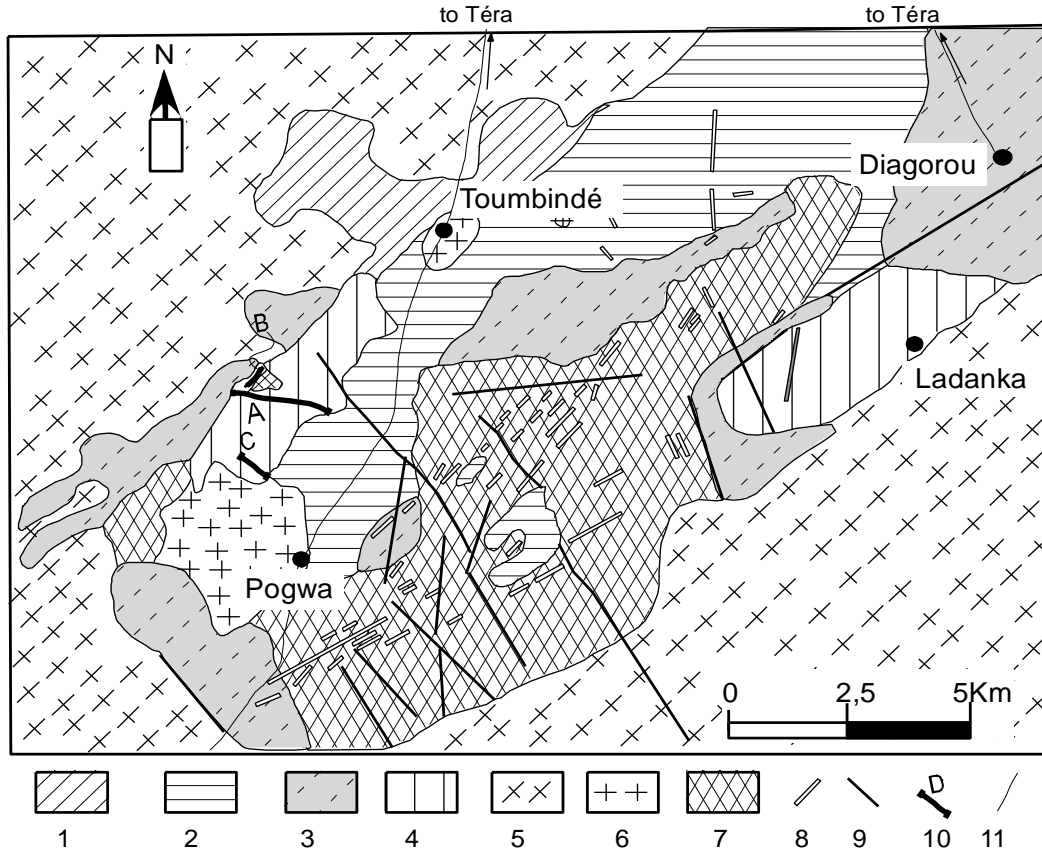 to Téra
to Téra
N
Diagorou
Toumbindé
B
Ladanka
A
C
Pogwa
0 2,5 5Km
D
1 2 3 4 5 6 7 8 9 10 11